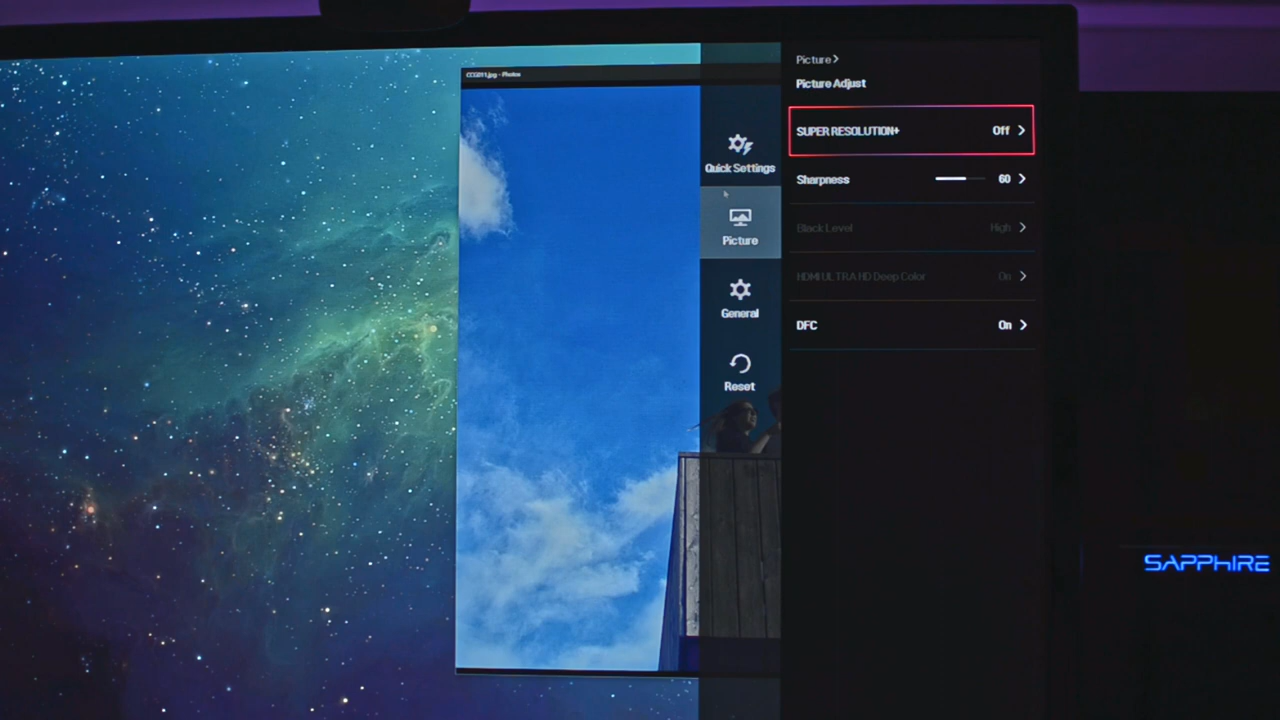 CCG011.jpg - Photos
Quick Settings
Picture
General
Reset
Picture >
Picture Adjust
SUPER RESOLUTION+ Off >
Sharpness 60 >
Black Level High >
HDMI ULTRA HD Deep Color On >
DFC On >
SAPPHIRE